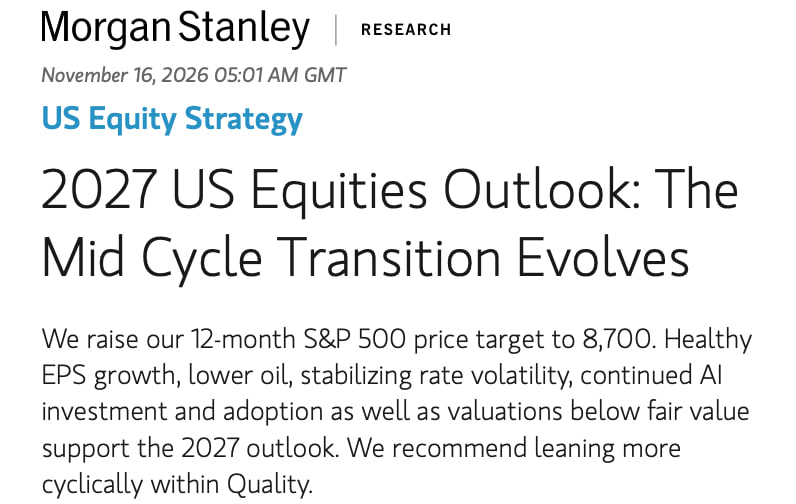 Morgan Stanley | RESEARCH
November 16, 2026 05:01 AM GMT
US Equity Strategy
2027 US Equities Outlook: The
Mid Cycle Transition Evolves
We raise our 12-month S&P 500 price target to 8,700. Healthy
EPS growth, lower oil, stabilizing rate volatility, continued AI
investment and adoption as well as valuations below fair value
support the 2027 outlook. We recommend leaning more
cyclically within Quality.